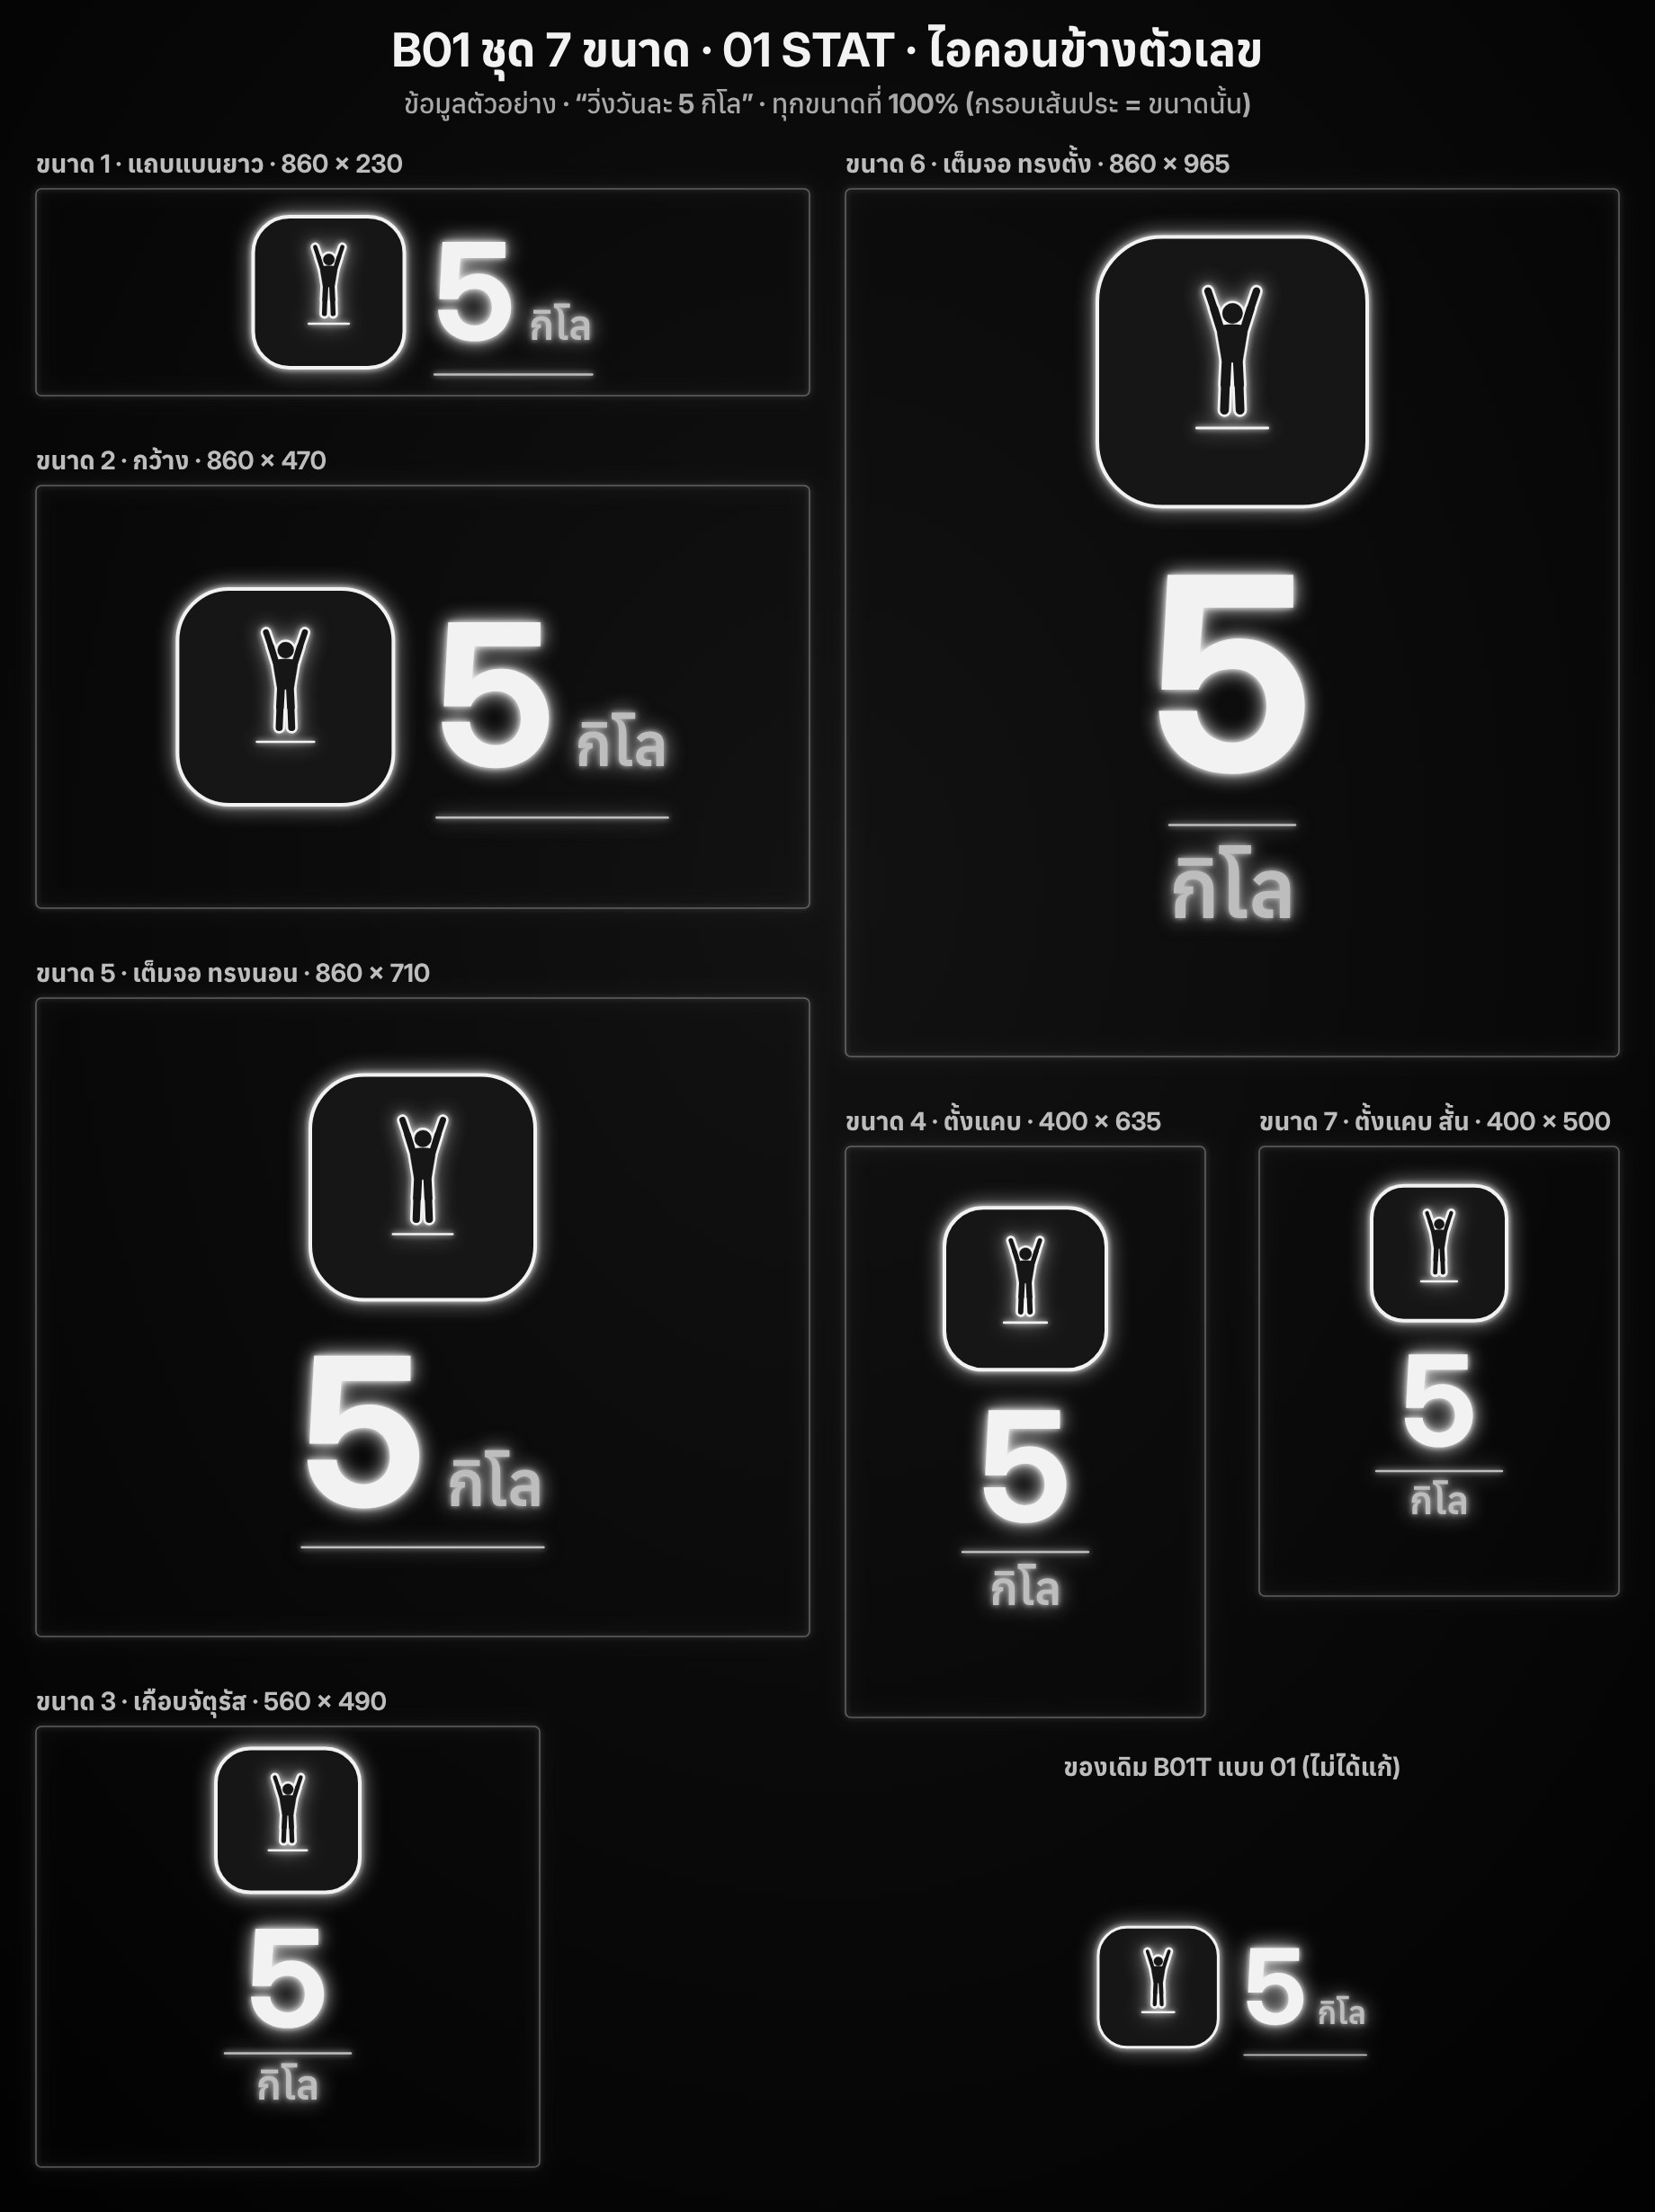 B01 ชุด 7 ขนาด · 01 STAT · ไอคอนข้างตัวเลข
ข้อมูลตัวอย่าง · “วิ่งวันละ 5 กิโล” · ทุกขนาดที่ 100% (กรอบเส้นประ = ขนาดนั้น)
ขนาด 1 · แถบแบนยาว · 860 × 230
5 กิโล
ขนาด 2 · กว้าง · 860 × 470
5 กิโล
ขนาด 5 · เต็มจอ ทรงนอน · 860 × 710
5 กิโล
ขนาด 3 · เกือบจัตุรัส · 560 × 490
5
กิโล
ขนาด 6 · เต็มจอ ทรงตั้ง · 860 × 965
5
กิโล
ขนาด 4 · ตั้งแคบ · 400 × 635
5
กิโล
ขนาด 7 · ตั้งแคบ สั้น · 400 × 500
5
กิโล
ของเดิม B01T แบบ 01 (ไม่ได้แก้)
5 กิโล